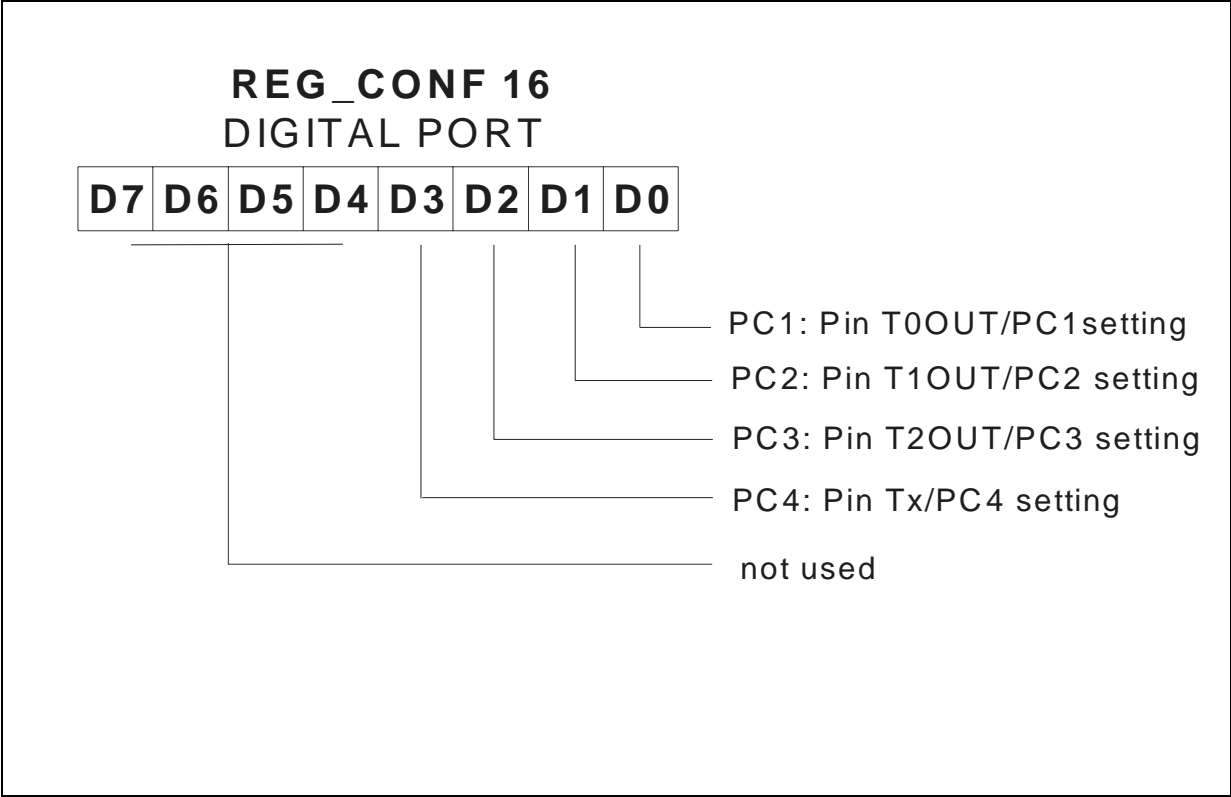 REG_CONF 16
DIGITAL PORT
D7 D6 D5 D4 D3 D2 D1 D0
PC1: Pin T0OUT/PC1setting
PC2: Pin T1OUT/PC2 setting
PC3: Pin T2OUT/PC3 setting
PC4: Pin Tx/PC4 setting
not used